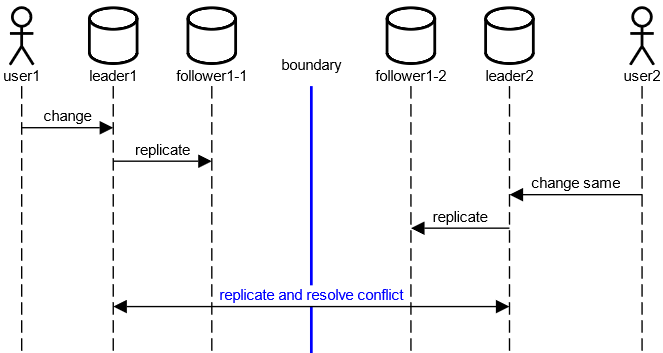 user1
leader1
follower1-1
boundary
follower1-2
leader2
user2
change
replicate
change same
replicate
replicate and resolve conflict